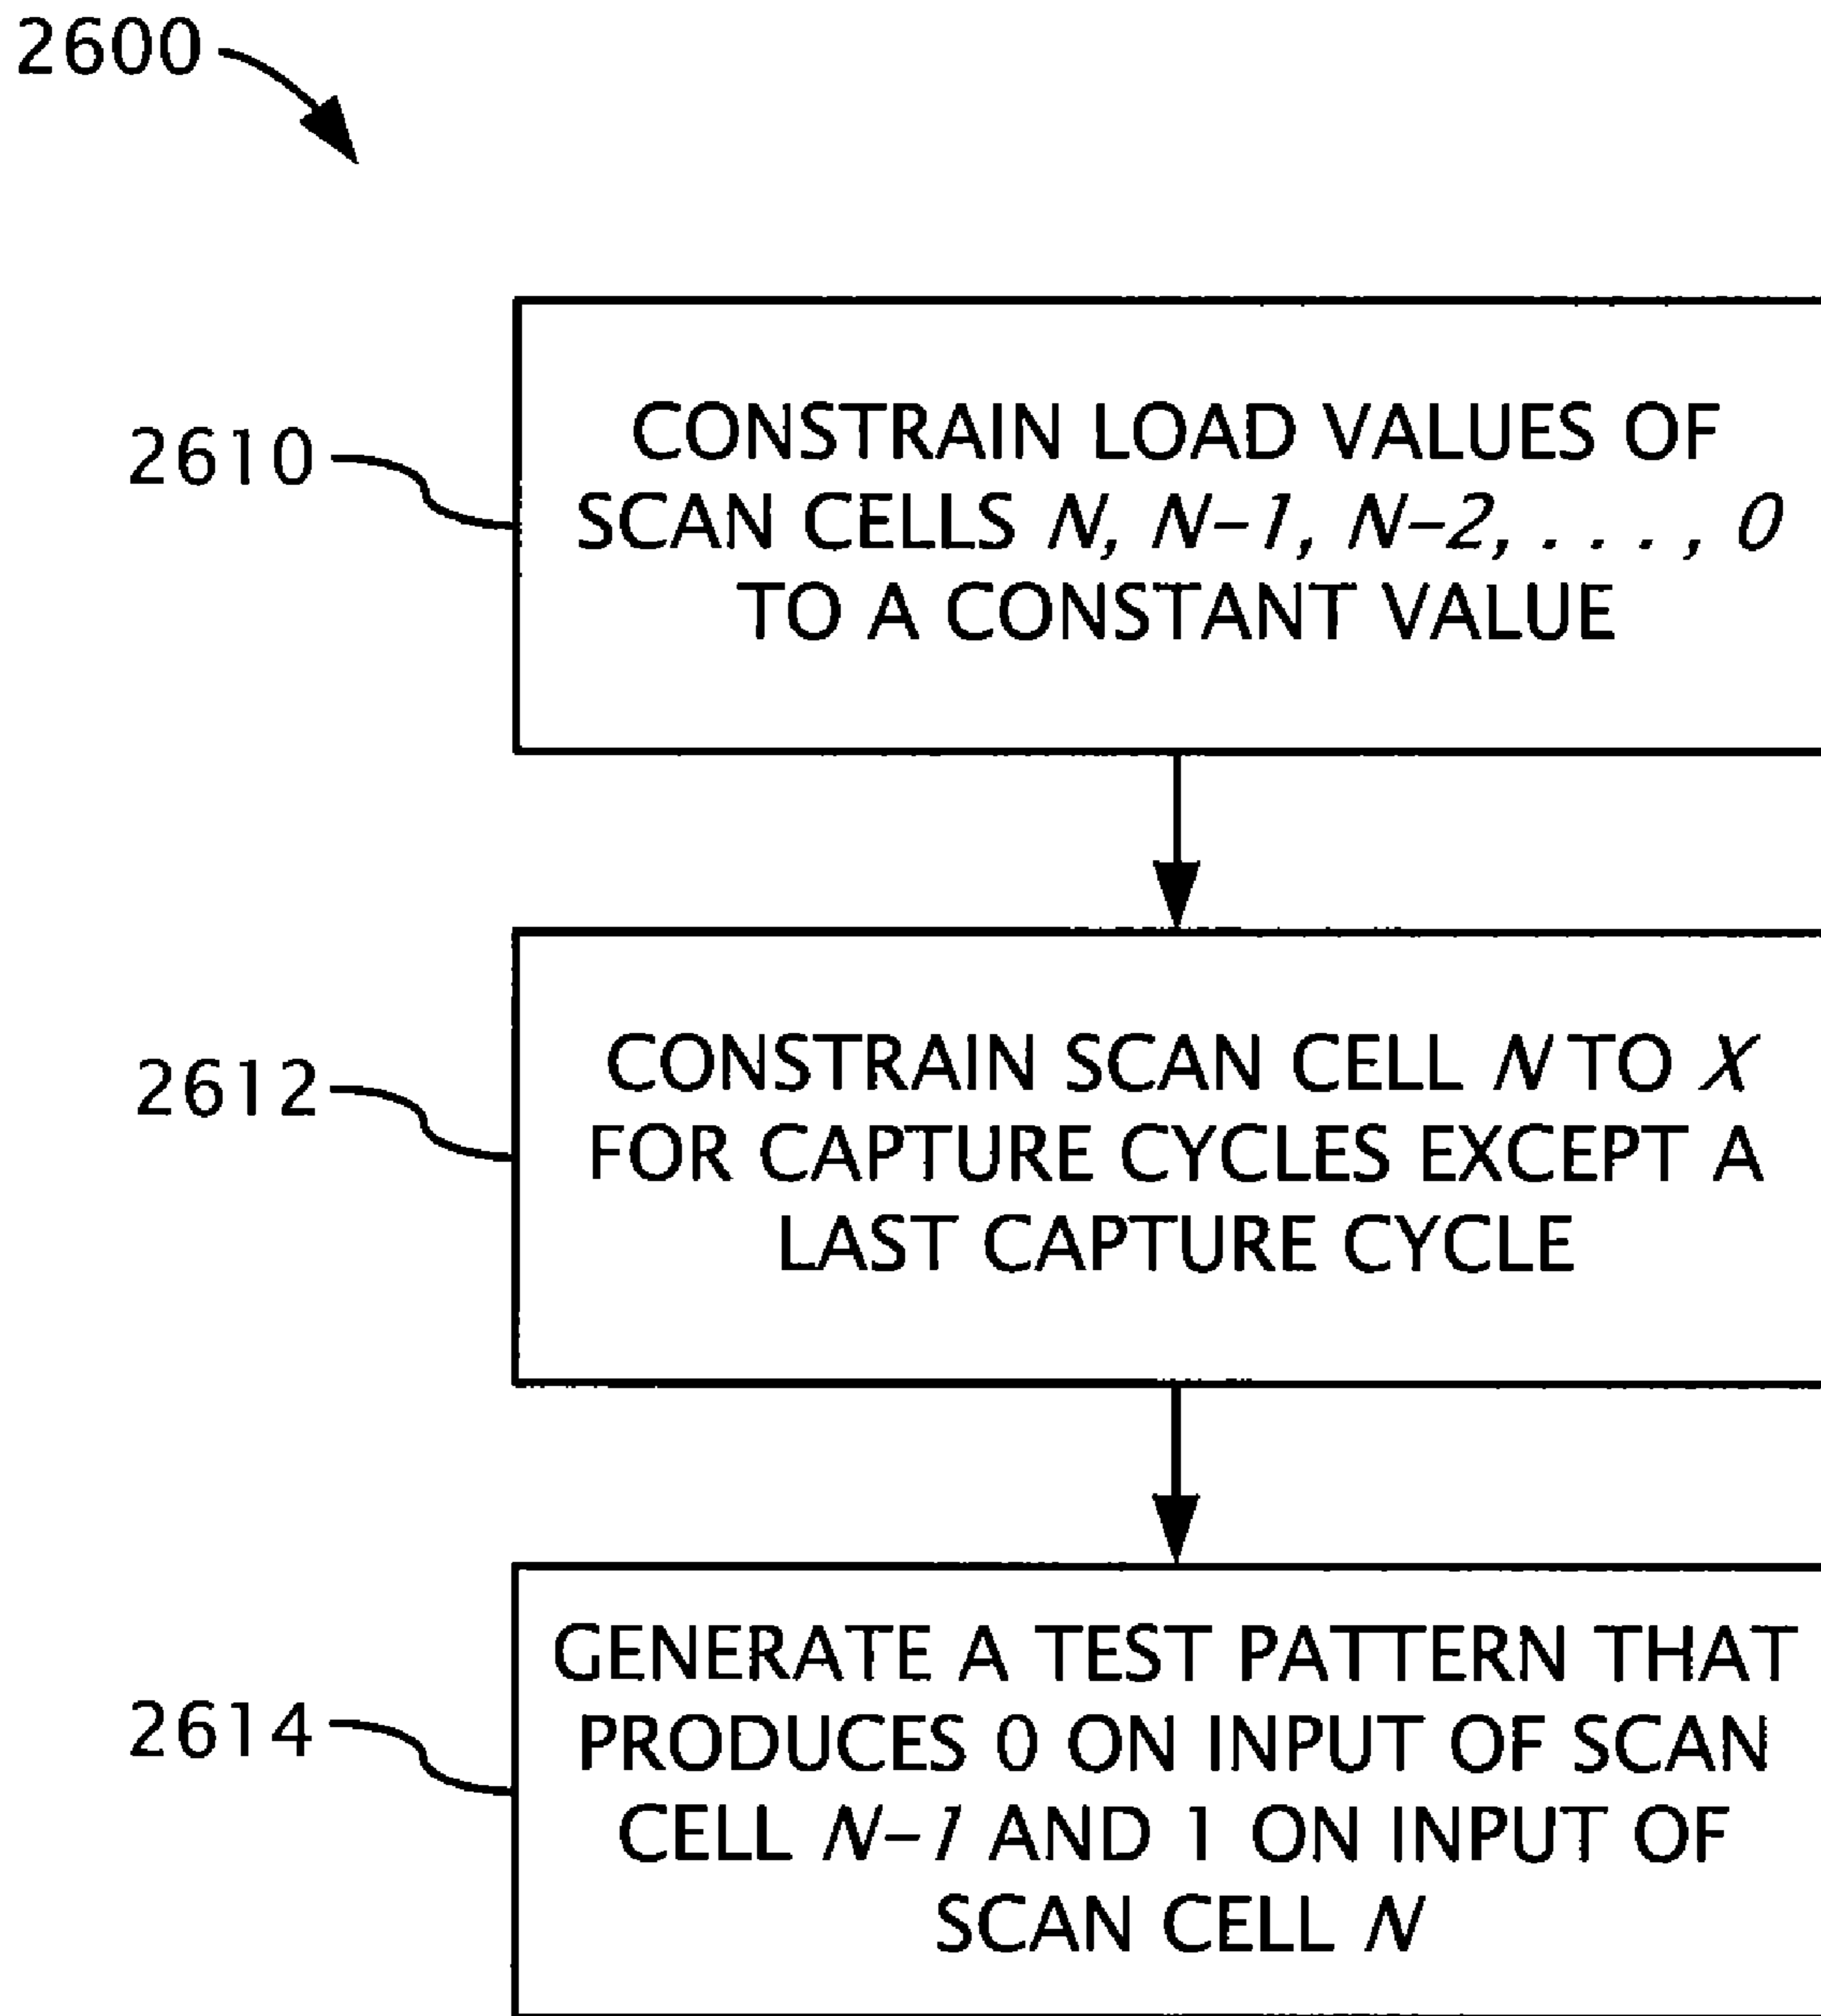 2600
2610
CONSTRAIN LOAD VALUES OF
SCAN CELLS N, N–1, N–2, . . . , 0
TO A CONSTANT VALUE
2612
CONSTRAIN SCAN CELL N TO X
FOR CAPTURE CYCLES EXCEPT A
LAST CAPTURE CYCLE
2614
GENERATE A TEST PATTERN THAT
PRODUCES 0 ON INPUT OF SCAN
CELL N–1 AND 1 ON INPUT OF
SCAN CELL N